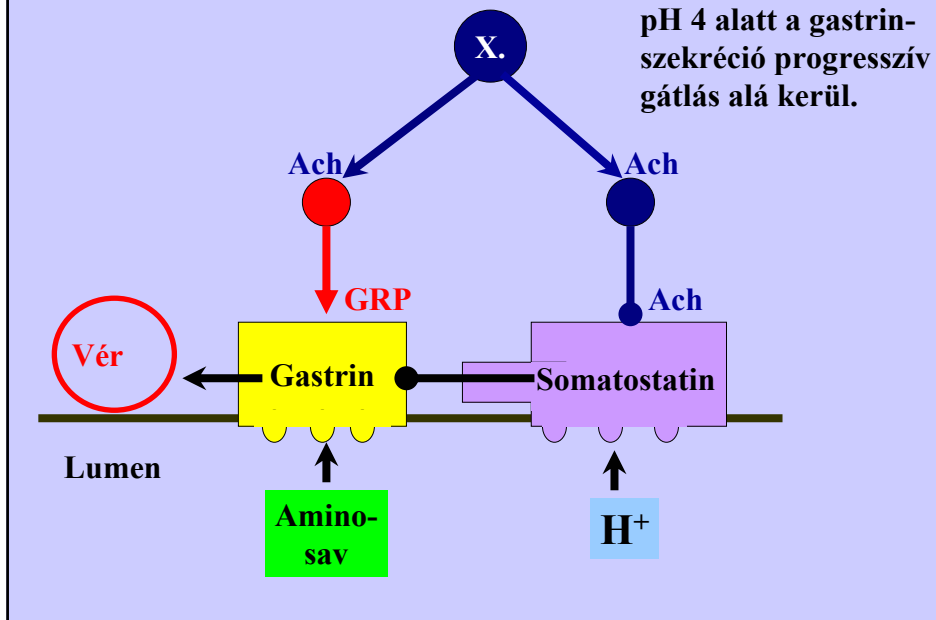 pH 4 alatt a gastrin-
szekréció progresszív
gátlás alá kerül.
X.
Ach
Ach
GRP
Ach
Vér
Gastrin
Somatostatin
Lumen
Amino-
sav
H⁺